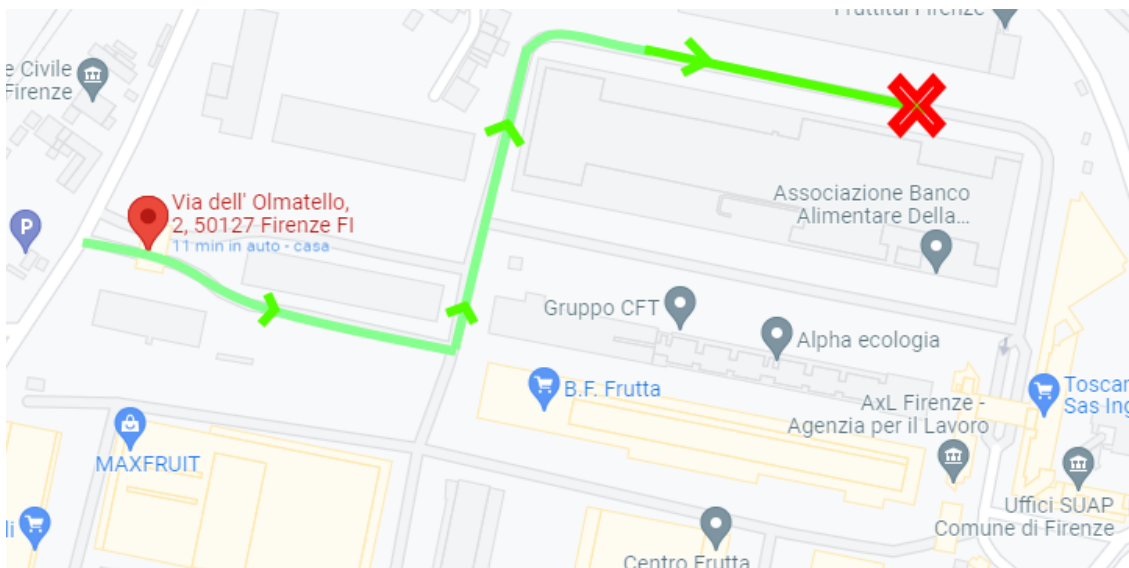 Fruttital Firenze
e Civile
Firenze
P
Via dell' Olmatello,
2, 50127 Firenze FI
11 min in auto - casa
Associazione Banco
Alimentare Della...
Gruppo CFT
Alpha ecologia
B.F. Frutta
Toscar
Sas Ing
AxL Firenze -
Agenzia per il Lavoro
MAXFRUIT
li
Uffici SUAP
Comune di Firenze
Centro Frutta